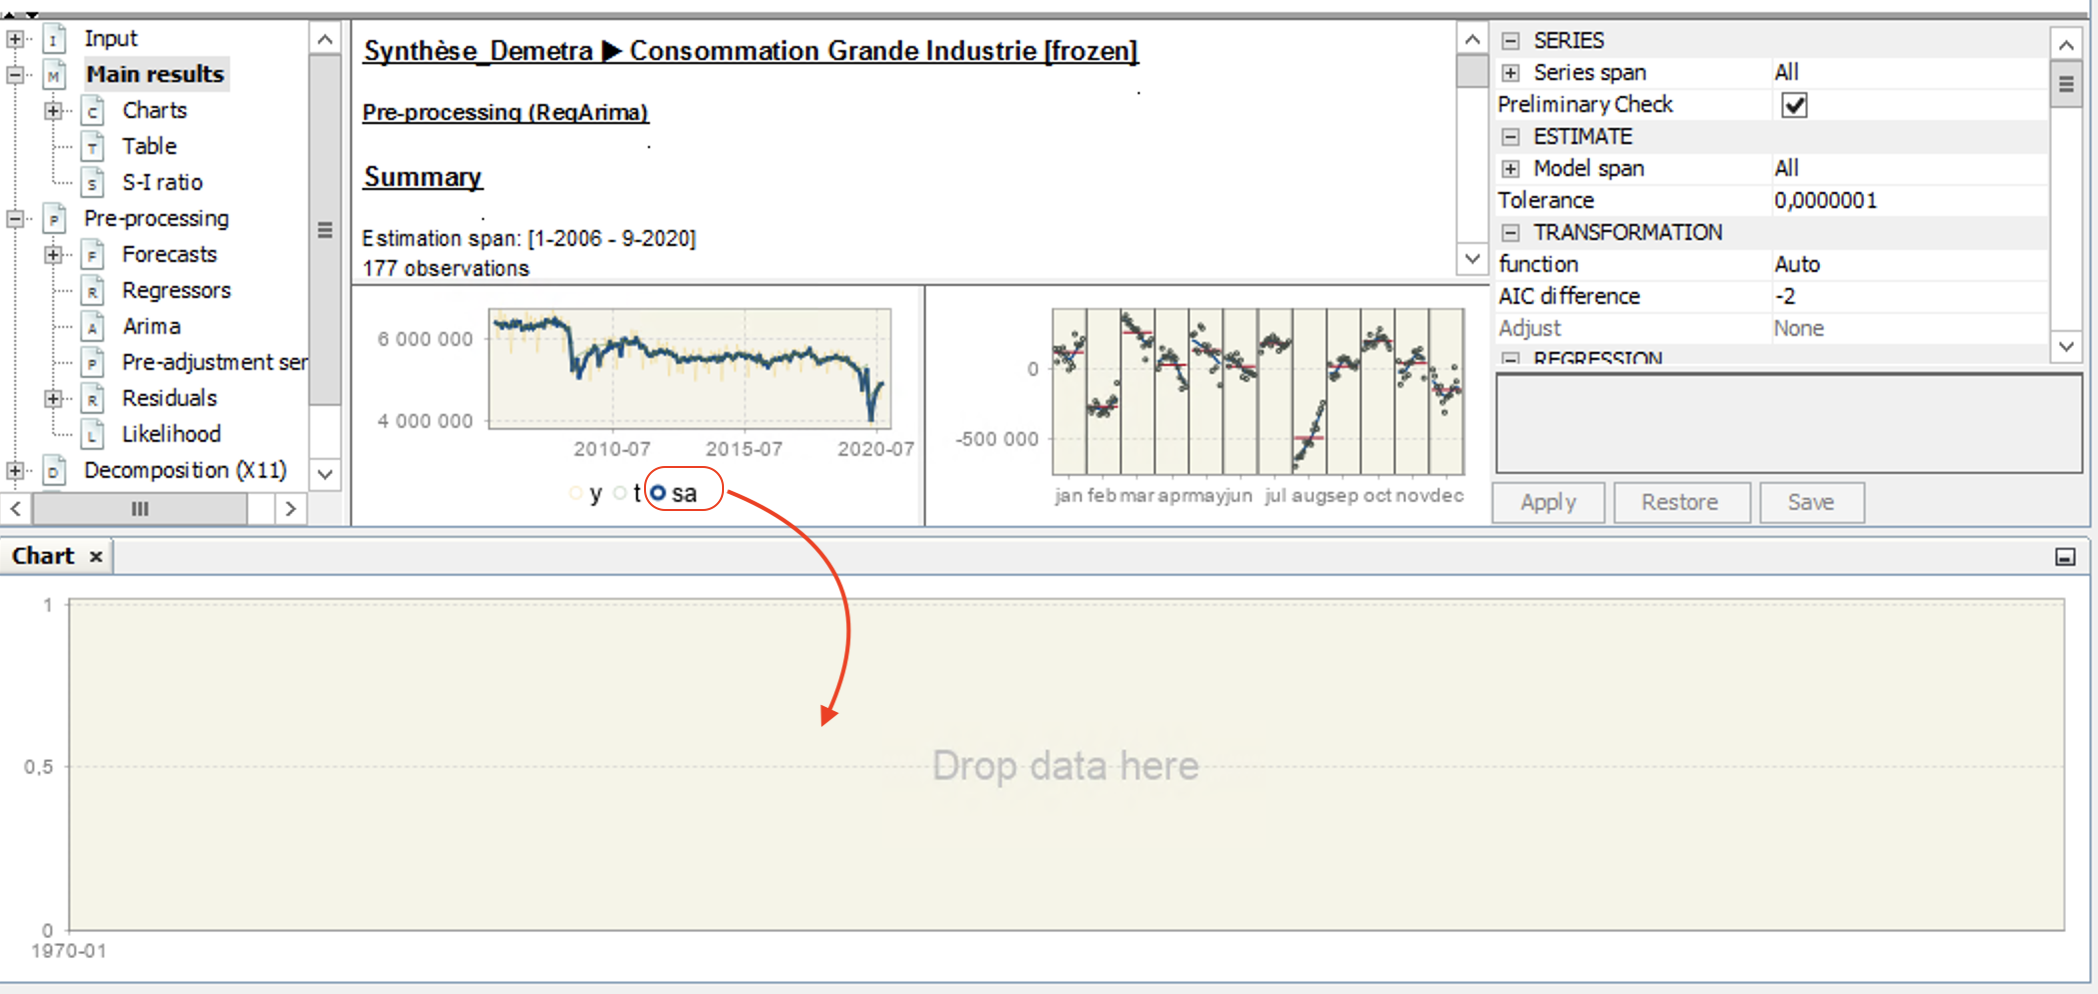 Input
Main results
Charts
Table
S-I ratio
Pre-processing
Forecasts
Regressors
Arima
Pre-adjustment ser
Residuals
Likelihood
Decomposition (X11)
Synthèse_Demetra ▶ Consommation Grande Industrie [frozen]
Pre-processing (RegArima)
Summary
Estimation span: [1-2006 - 9-2020]
177 observations
6 000 000
4 000 000
2010-07 2015-07 2020-07
y t sa
0
-500 000
jan feb mar apr may jun jul aug sep oct nov dec
SERIES
Series span All
Preliminary Check
ESTIMATE
Model span All
Tolerance 0,0000001
TRANSFORMATION
function Auto
AIC difference -2
Adjust None
REGRESSION
Apply Restore Save
Chart
1
0,5
0
1970-01
Drop data here